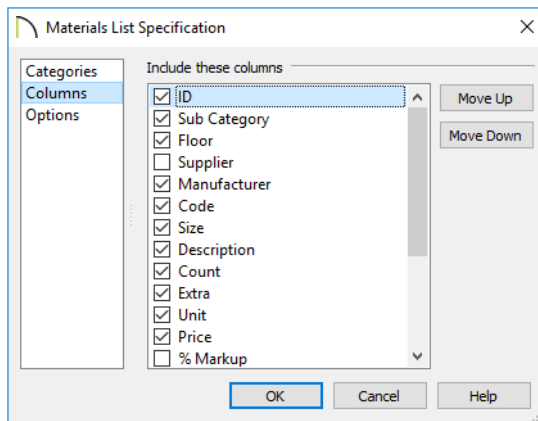 Materials List Specification
Categories
Columns
Options
Include these columns
ID
Sub Category
Floor
Supplier
Manufacturer
Code
Size
Description
Count
Extra
Unit
Price
% Markup
Move Up
Move Down
OK
Cancel
Help